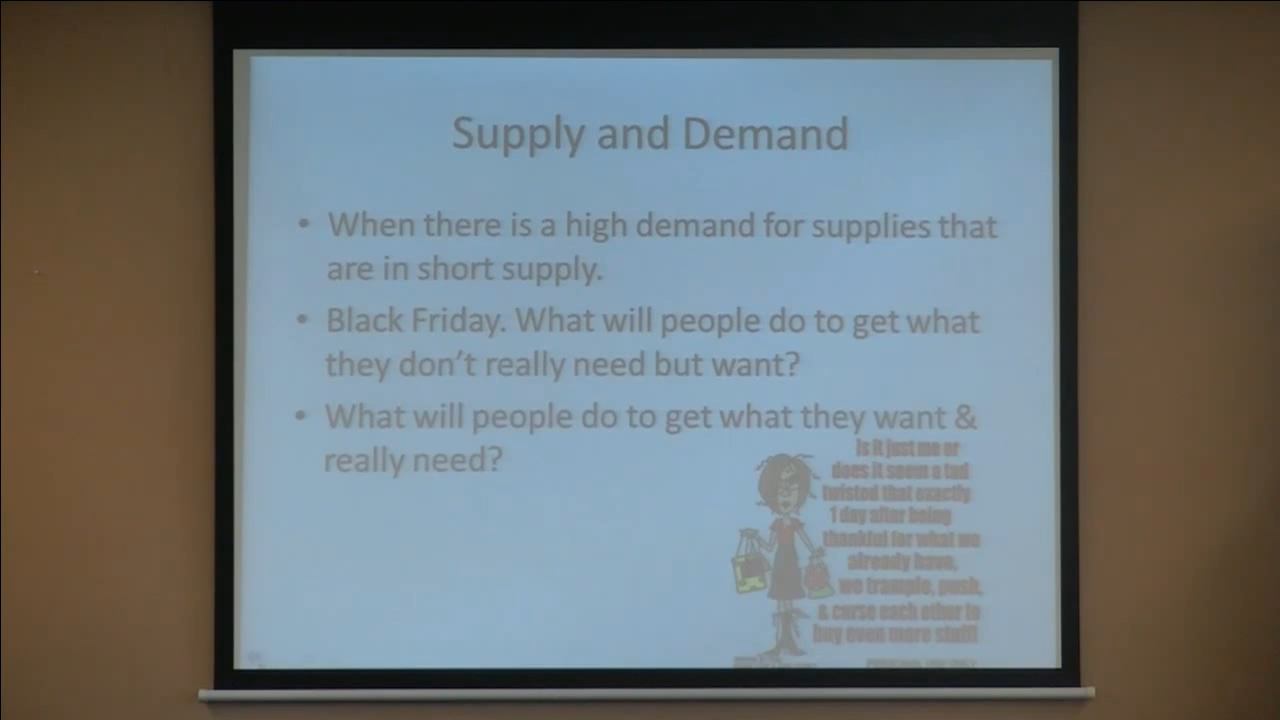 Supply and Demand
• When there is a high demand for supplies that
are in short supply.
• Black Friday. What will people do to get what
they don't really need but want?
• What will people do to get what they want &
really need?
Is it just me or
does it seem a tad
twisted that exactly
1 day after being
thankful for what we
already have,
we trample, push,
& curse each other to
buy even more stuff!